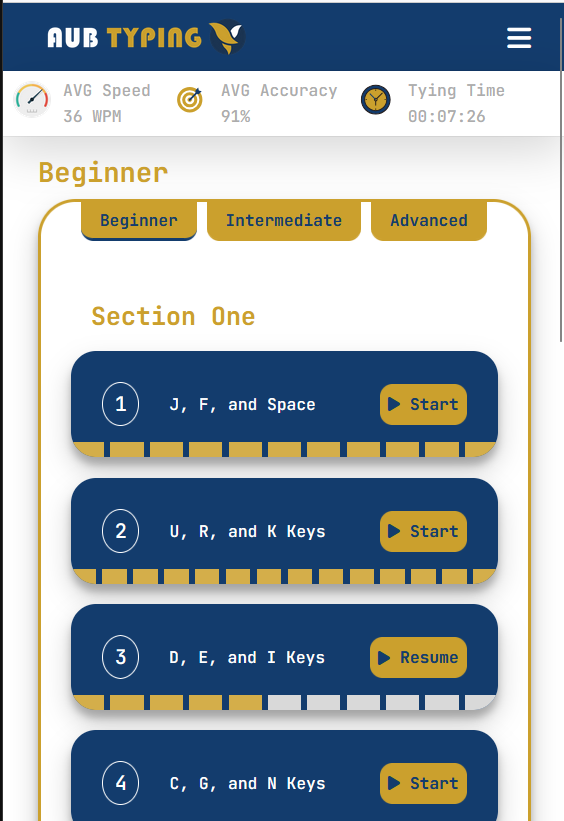 AUB TYPING
AVG Speed
36 WPM
AVG Accuracy
91%
Tying Time
00:07:26
Beginner
Beginner
Intermediate
Advanced
Section One
1 J, F, and Space Start
2 U, R, and K Keys Start
3 D, E, and I Keys Resume
4 C, G, and N Keys Start